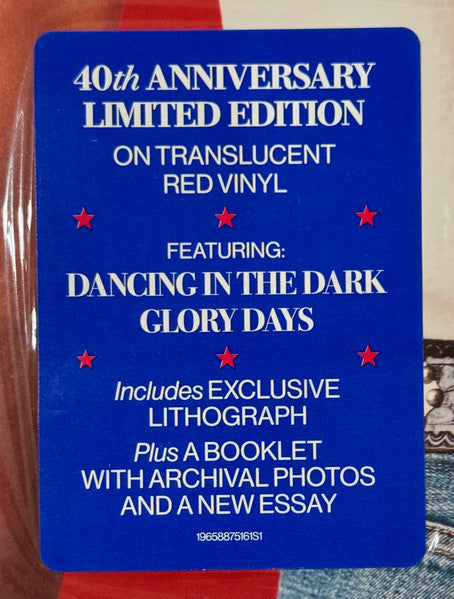 40th ANNIVERSARY
LIMITED EDITION
ON TRANSLUCENT
RED VINYL
FEATURING:
DANCING IN THE DARK
GLORY DAYS
Includes EXCLUSIVE
LITHOGRAPH
Plus A BOOKLET
WITH ARCHIVAL PHOTOS
AND A NEW ESSAY
19658875161S1